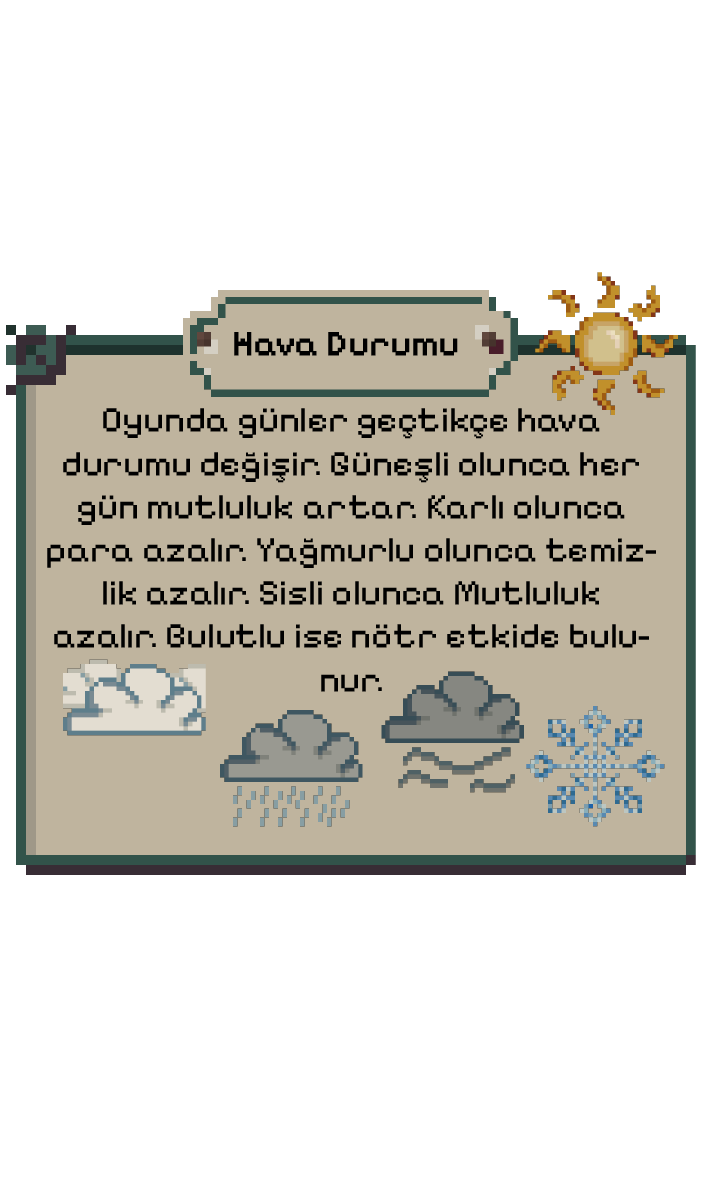 Hava Durumu
Oyunda günler geçtikçe hava
durumu değişir. Güneşli olunca her
gün mutluluk artar. Karlı olunca
para azalır. Yağmurlu olunca temiz-
lik azalır. Sisli olunca Mutluluk
azalır. Bulutlu ise nötr etkide bulu-
nur.